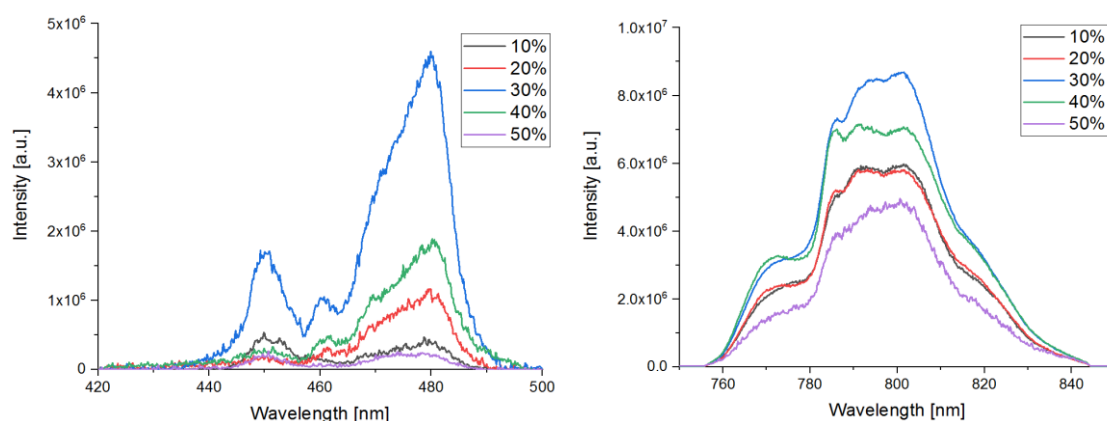 5x10⁶
4x10⁶
3x10⁶
2x10⁶
1x10⁶
0
Intensity [a.u.]
420
440
460
480
500
Wavelength [nm]
10%
20%
30%
40%
50%
1.0x10⁷
8.0x10⁶
6.0x10⁶
4.0x10⁶
2.0x10⁶
0.0
Intensity [a.u.]
760
780
800
820
840
Wavelength [nm]
10%
20%
30%
40%
50%